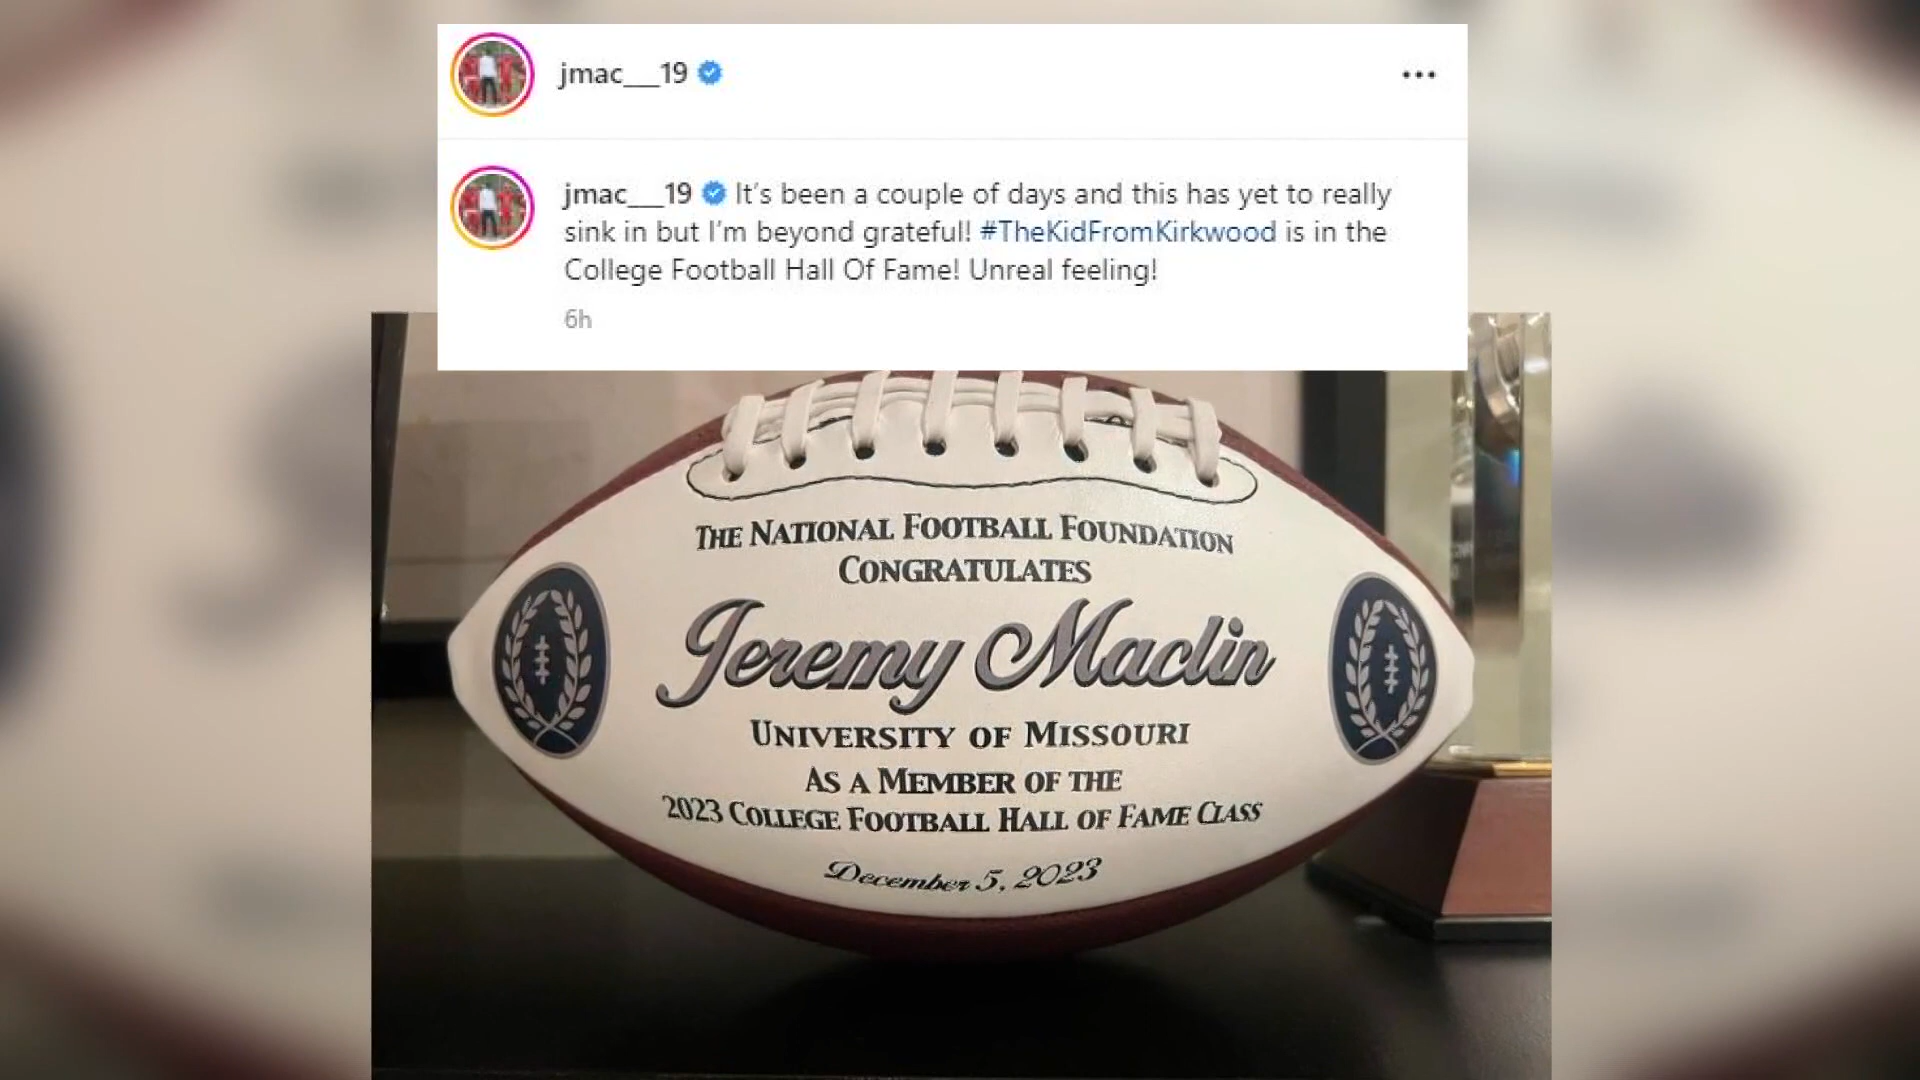 jmac___19
jmac___19 It's been a couple of days and this has yet to really
sink in but I'm beyond grateful! #TheKidFromKirkwood is in the
College Football Hall Of Fame! Unreal feeling!
6h
THE NATIONAL FOOTBALL FOUNDATION
CONGRATULATES
Jeremy Maclin
UNIVERSITY OF MISSOURI
AS A MEMBER OF THE
2023 COLLEGE FOOTBALL HALL OF FAME CLASS
December 5, 2023